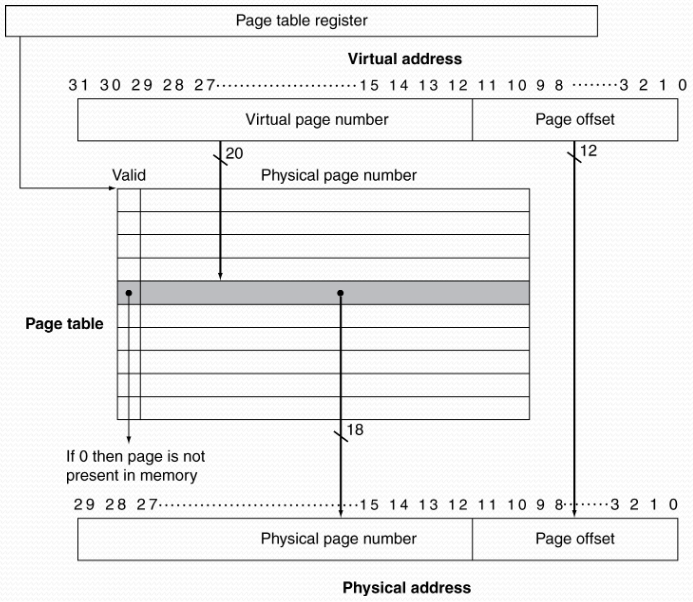 Page table register
Virtual address
31 30 29 28 27........................15 14 13 12 11 10 9 8 ........3 2 1 0
Virtual page number Page offset
20 12
Valid Physical page number
Page table
18
If 0 then page is not
present in memory
29 28 27..................................15 14 13 12 11 10 9 8........3 2 1 0
Physical page number Page offset
Physical address